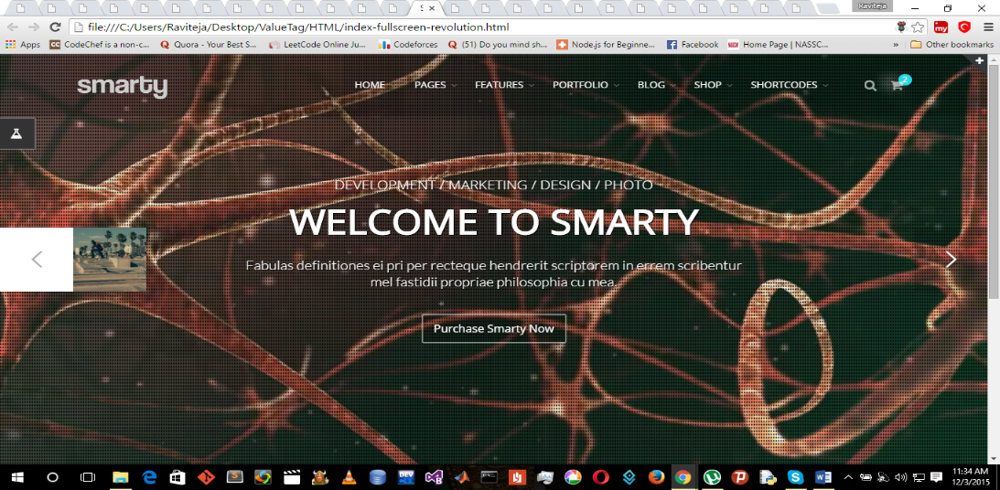 Raviteja
S
file:///C:/Users/Raviteja/Desktop/ValueTag/HTML/index-fullscreen-revolution.html
my
Apps CodeChef is a non-c... Quora - Your Best S... LeetCode Online Ju... Codeforces (51) Do you mind sh... Node.js for Beginne... Facebook Home Page | NASSC... » Other bookmarks
smarty HOME PAGES FEATURES PORTFOLIO BLOG SHOP SHORTCODES 2
DEVELOPMENT / MARKETING / DESIGN / PHOTO
WELCOME TO SMARTY
Fabulas definitiones ei pri per recteque hendrerit scriptorem in errem scribentur
mel fastidii propriae philosophia cu mea.
Purchase Smarty Now
11:34 AM
12/3/2015